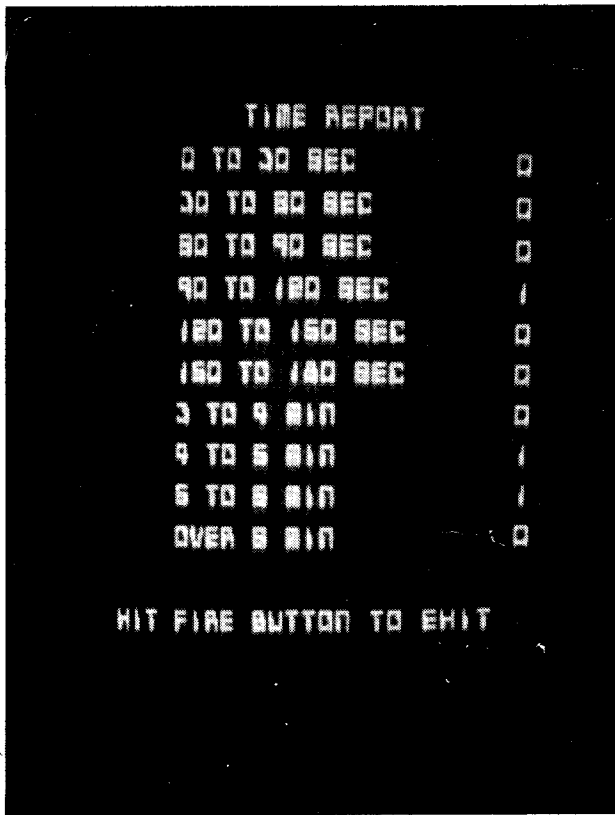 TIME REPORT
0 TO 30 SEC 0
30 TO 60 SEC 0
60 TO 90 SEC 0
90 TO 120 SEC 1
120 TO 150 SEC 0
150 TO 180 SEC 0
3 TO 4 MIN 0
4 TO 5 MIN 1
5 TO 6 MIN 1
OVER 6 MIN 0
HIT FIRE BUTTON TO EXIT